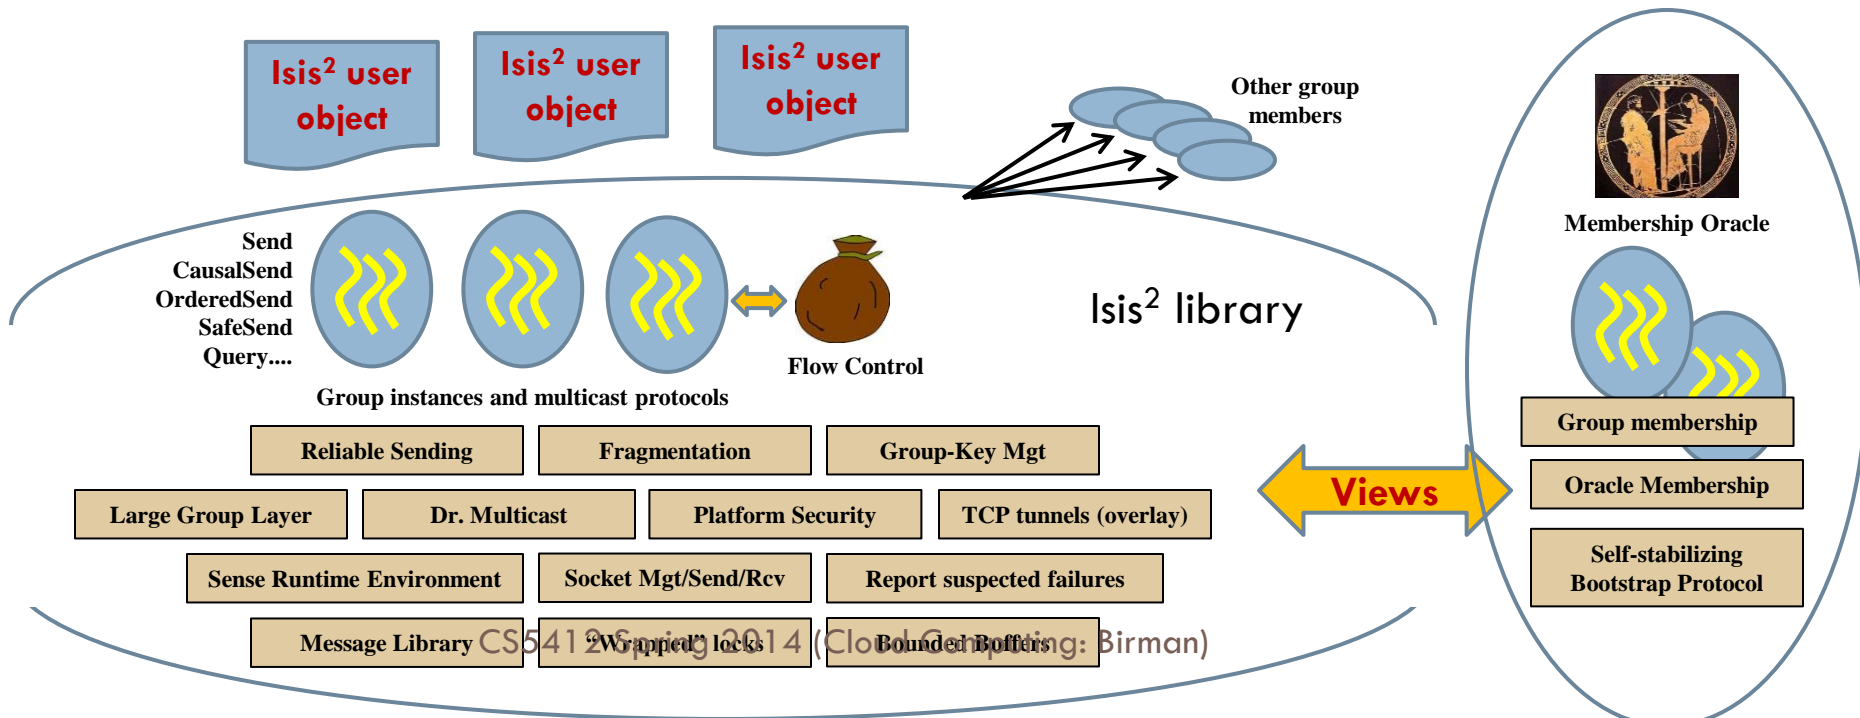 Isis² user
object
Isis² user
object
Isis² user
object
Other group
members
Send
CausalSend
OrderedSend
SafeSend
Query....
Flow Control
Isis² library
Group instances and multicast protocols
Reliable Sending
Fragmentation
Group-Key Mgt
Large Group Layer
Dr. Multicast
Platform Security
TCP tunnels (overlay)
Sense Runtime Environment
Socket Mgt/Send/Rcv
Report suspected failures
Message Library
"Wrapped" locks
Bounded Buffers
CS5412 Spring 2014 (Cloud Computing: Birman)
Views
Membership Oracle
Group membership
Oracle Membership
Self-stabilizing
Bootstrap Protocol